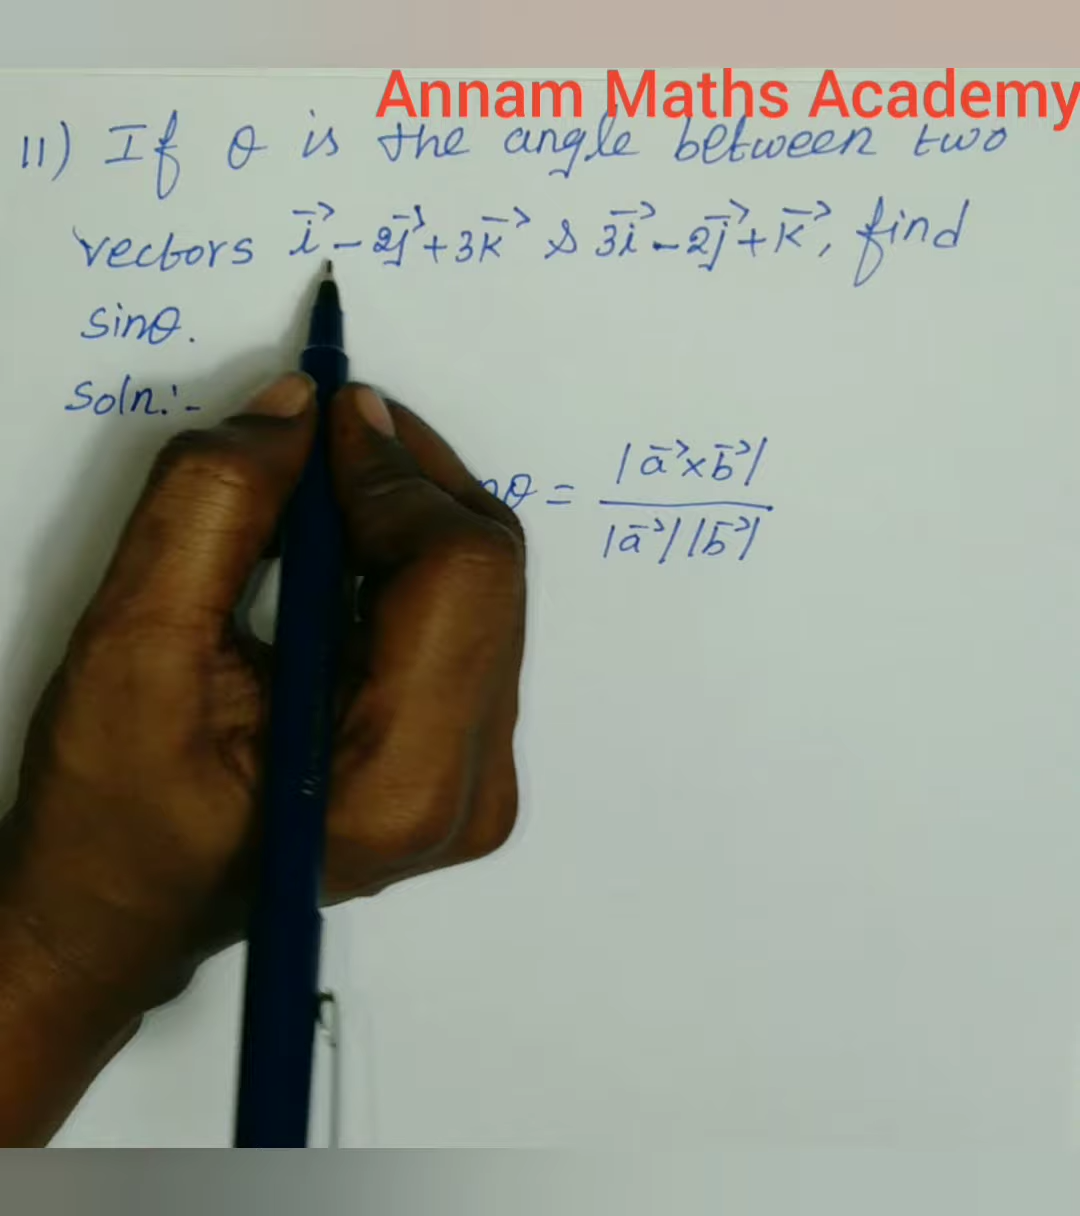 Annam Maths Academy
11) If θ is the angle between two
vectors i⃗ - 2j⃗ + 3k⃗ & 3i⃗ - 2j⃗ + k⃗, find
sinθ.
Soln:-
θ = |a⃗ × b⃗| / |a⃗| |b⃗|